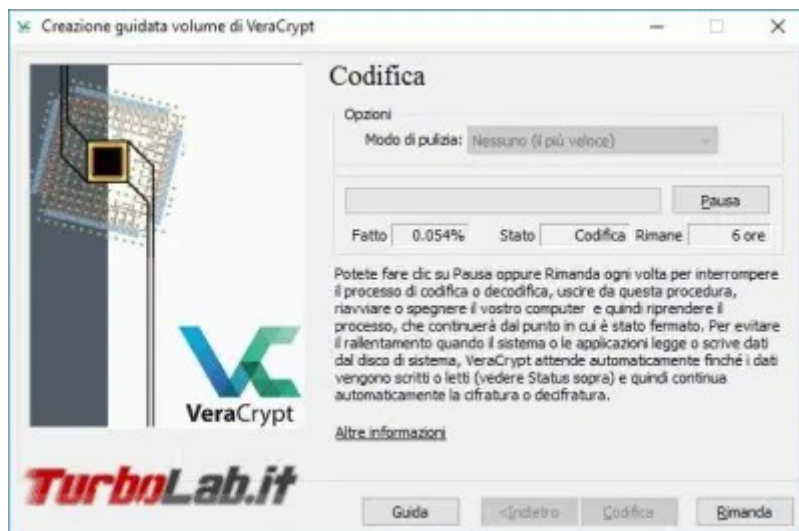 Creazione guidata volume di VeraCrypt
Codifica
Opzioni
Modo di pulizia: Nessuno (il più veloce)
Pausa
Fatto 0.054% Stato Codifica Rimane 6 ore
Potete fare clic su Pausa oppure Rimanda ogni volta per interrompere
il processo di codifica o decodifica, uscire da questa procedura,
riavviare o spegnere il vostro computer e quindi riprendere il
processo, che continuerà dal punto in cui è stato fermato. Per evitare
il rallentamento quando il sistema o le applicazioni legge o scrive dati
dal disco di sistema, VeraCrypt attende automaticamente finché i dati
vengono scritti o letti (vedere Status sopra) e quindi continua
automaticamente la cifratura o decifratura.
Altre informazioni
VeraCrypt
TurboLab.it
Guida <Indietro Codifica Rimanda